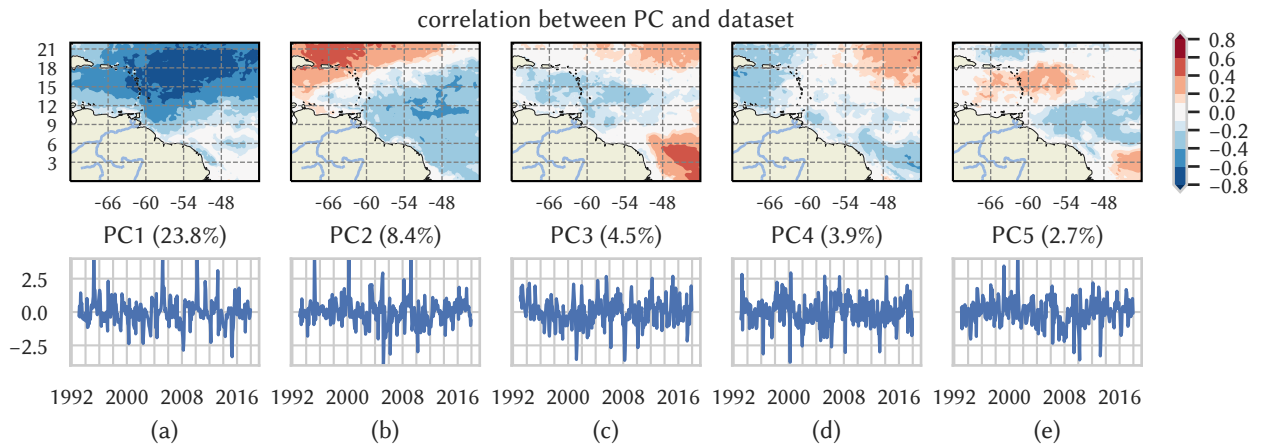 correlation between PC and dataset
21
18
15
12
9
6
3
-66 -60 -54 -48
-66 -60 -54 -48
-66 -60 -54 -48
-66 -60 -54 -48
-66 -60 -54 -48
0.8
0.6
0.4
0.2
0.0
−0.2
−0.4
−0.6
−0.8
PC1 (23.8%)
PC2 (8.4%)
PC3 (4.5%)
PC4 (3.9%)
PC5 (2.7%)
2.5
0.0
−2.5
1992 2000 2008 2016
1992 2000 2008 2016
1992 2000 2008 2016
1992 2000 2008 2016
1992 2000 2008 2016
(a)
(b)
(c)
(d)
(e)